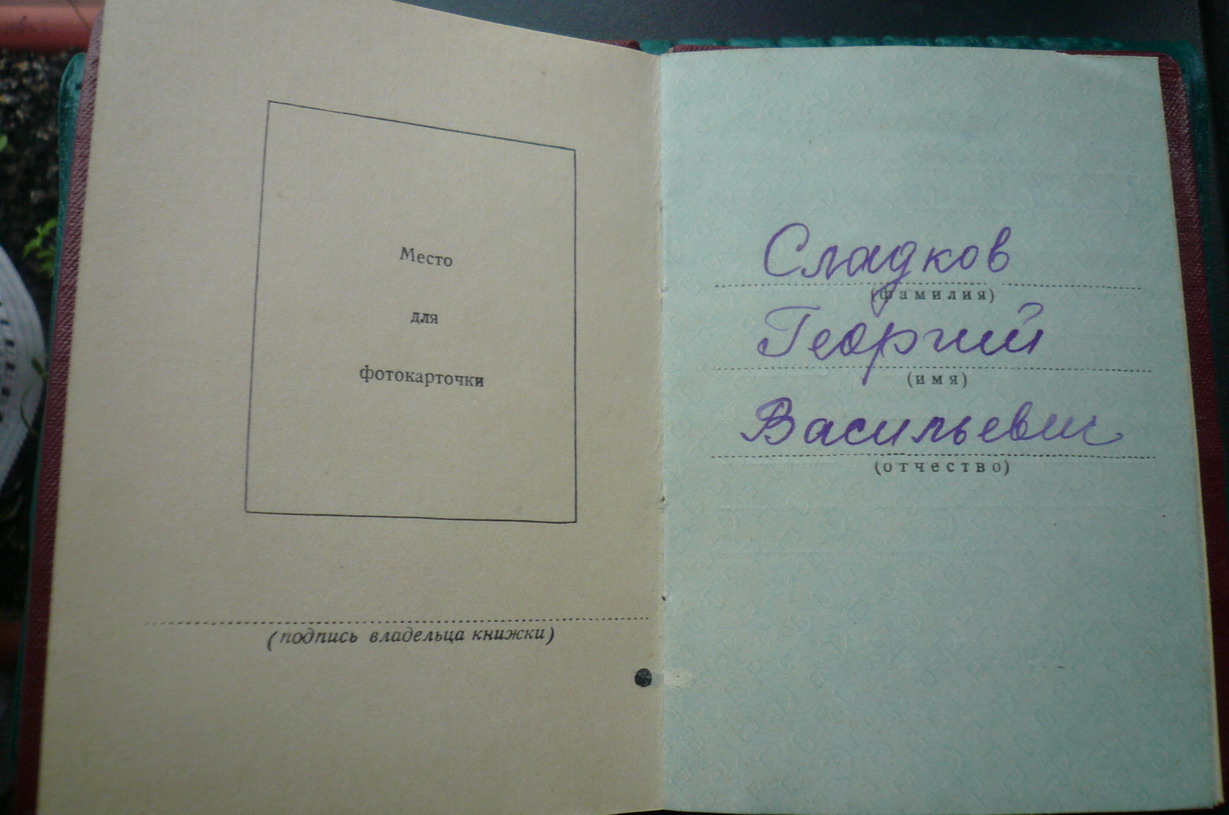 Место
для
фотокарточки
(подпись владельца книжки)
Сладков
(фамилия)
Георгий
(имя)
Васильевич
(отчество)